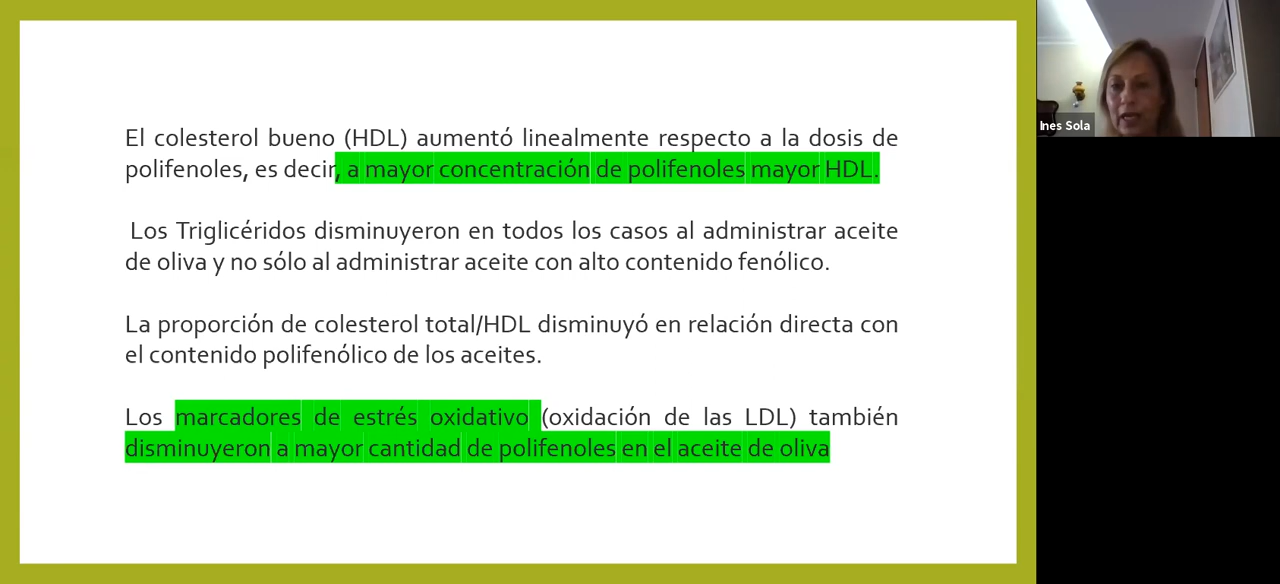 El colesterol bueno (HDL) aumentó linealmente respecto a la dosis de
polifenoles, es decir, a mayor concentración de polifenoles mayor HDL.
Los Triglicéridos disminuyeron en todos los casos al administrar aceite
de oliva y no sólo al administrar aceite con alto contenido fenólico.
La proporción de colesterol total/HDL disminuyó en relación directa con
el contenido polifenólico de los aceites.
Los marcadores de estrés oxidativo (oxidación de las LDL) también
disminuyeron a mayor cantidad de polifenoles en el aceite de oliva
Ines Sola